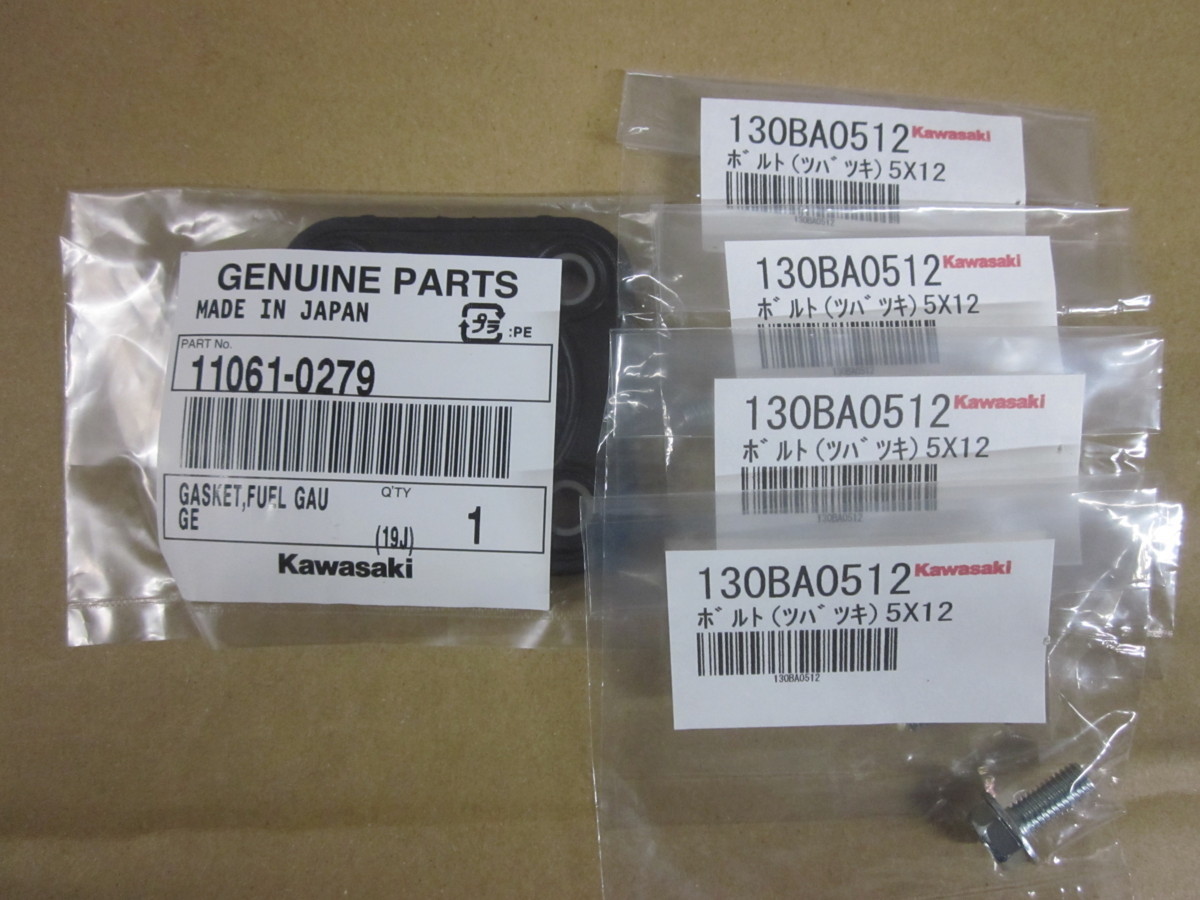 GENUINE PARTS
MADE IN JAPAN
プラ :PE
PART No.
11061-0279
GASKET,FUEL GAU
GE
Q'TY
(19J)
1
Kawasaki
130BA0512 Kawasaki
ボルト(ツバツキ)5X12
130BA0512
130BA0512 Kawasaki
ボルト(ツバツキ)5X12
130BA0512 Kawasaki
ボルト(ツバツキ)5X12
130BA0512
130BA0512 Kawasaki
ボルト(ツバツキ)5X12
130BA0512